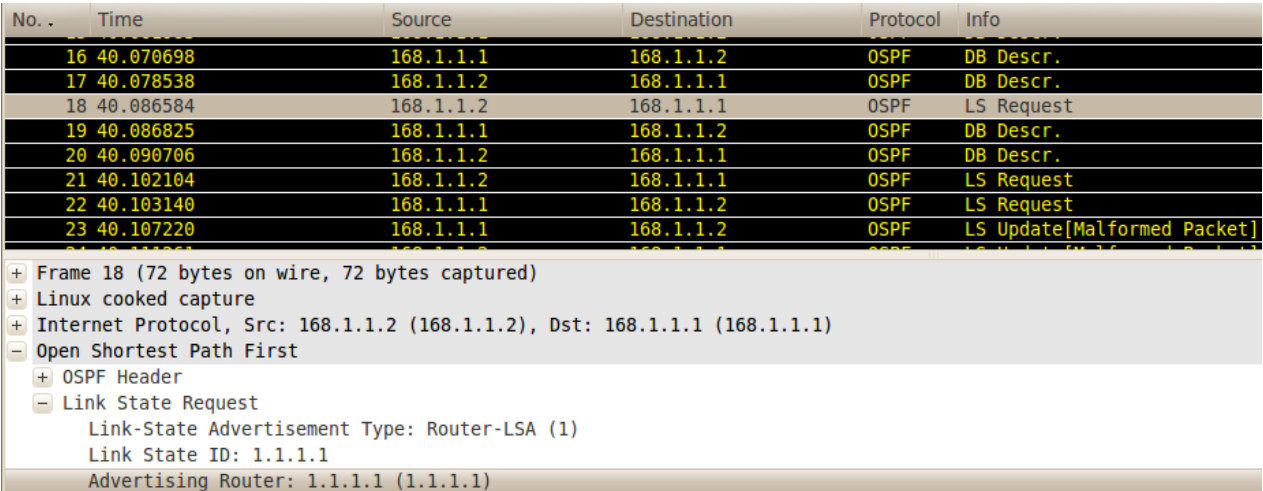 No. . Time Source Destination Protocol Info
16 40.070698 168.1.1.1 168.1.1.2 OSPF DB Descr.
17 40.078538 168.1.1.2 168.1.1.1 OSPF DB Descr.
18 40.086584 168.1.1.2 168.1.1.1 OSPF LS Request
19 40.086825 168.1.1.1 168.1.1.2 OSPF DB Descr.
20 40.090706 168.1.1.2 168.1.1.1 OSPF DB Descr.
21 40.102104 168.1.1.2 168.1.1.1 OSPF LS Request
22 40.103140 168.1.1.1 168.1.1.2 OSPF LS Request
23 40.107220 168.1.1.1 168.1.1.2 OSPF LS Update[Malformed Packet]
Frame 18 (72 bytes on wire, 72 bytes captured)
Linux cooked capture
Internet Protocol, Src: 168.1.1.2 (168.1.1.2), Dst: 168.1.1.1 (168.1.1.1)
Open Shortest Path First
OSPF Header
Link State Request
Link-State Advertisement Type: Router-LSA (1)
Link State ID: 1.1.1.1
Advertising Router: 1.1.1.1 (1.1.1.1)